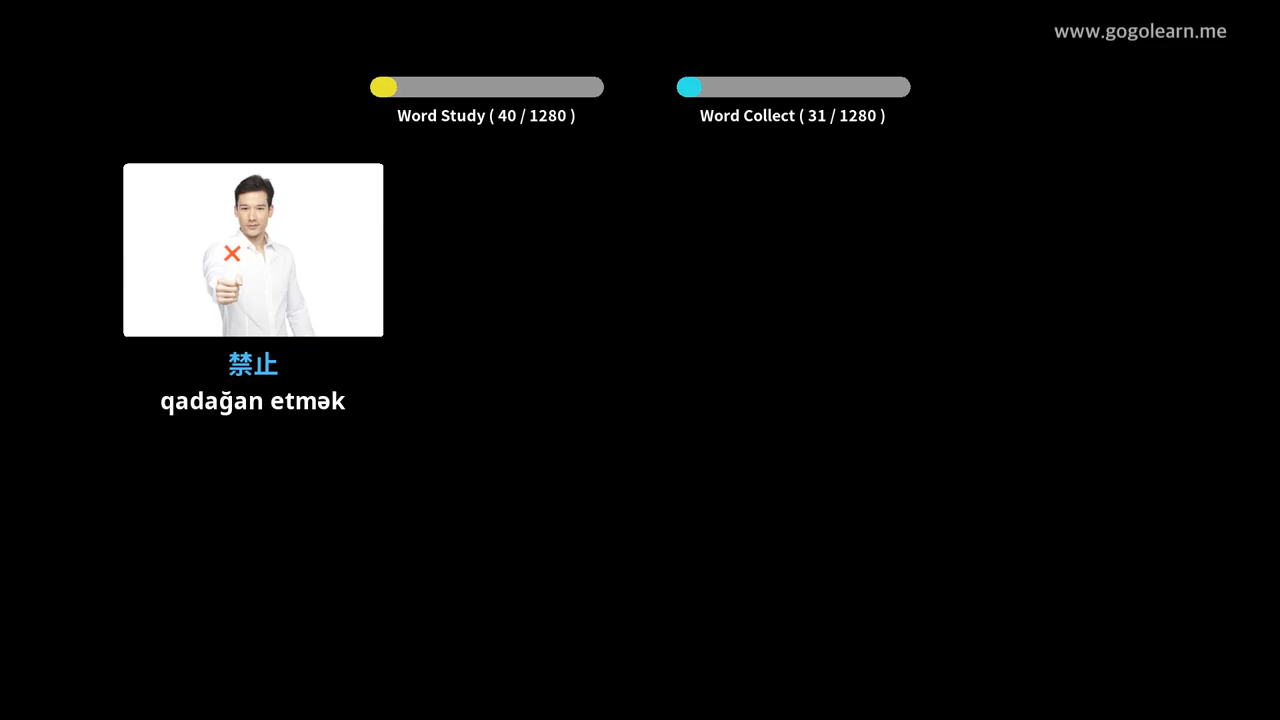 www.gogolearn.me
Word Study ( 40 / 1280 )
Word Collect ( 31 / 1280 )
禁止
qadağan etmək